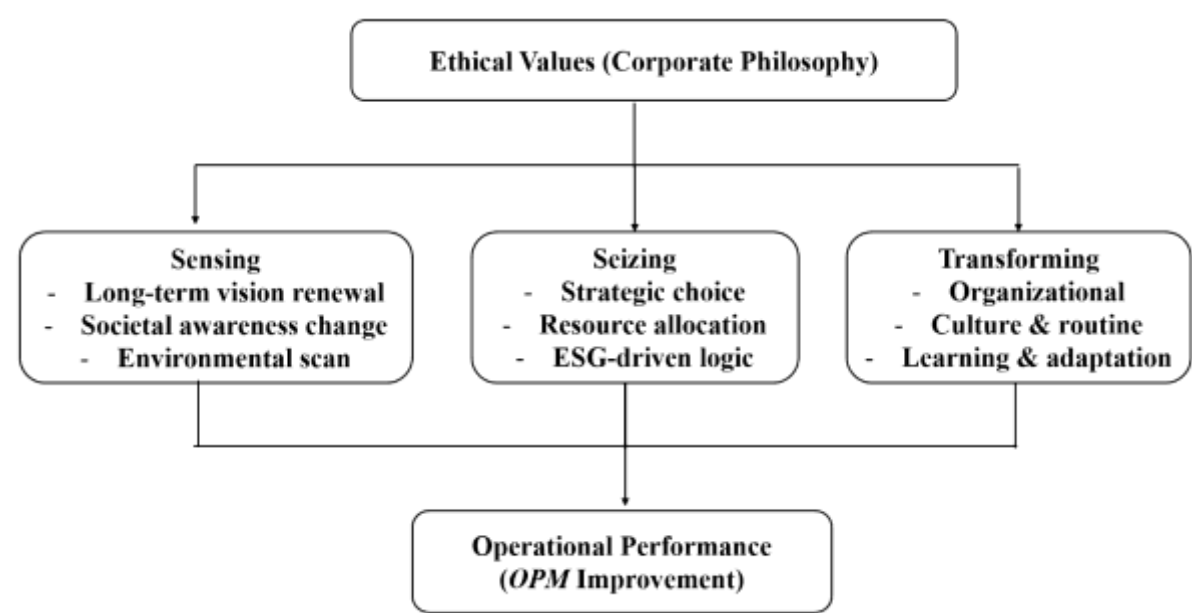 Ethical Values (Corporate Philosophy)
Sensing
- Long-term vision renewal
- Societal awareness change
- Environmental scan
Seizing
- Strategic choice
- Resource allocation
- ESG-driven logic
Transforming
- Organizational
- Culture & routine
- Learning & adaptation
Operational Performance
(OPM Improvement)